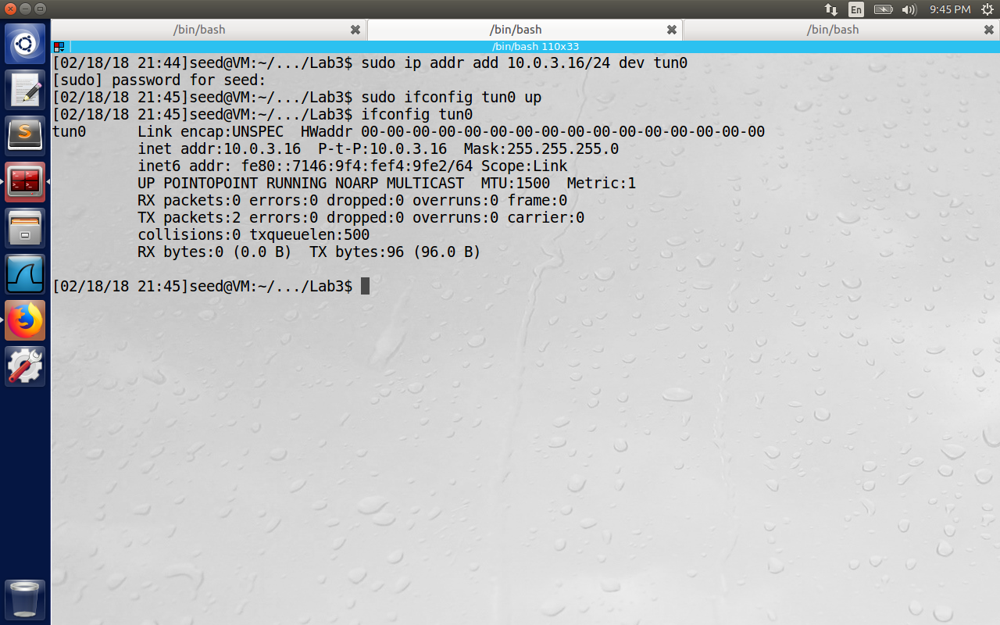 En 9:45 PM
/bin/bash /bin/bash /bin/bash
/bin/bash 110x33
[02/18/18 21:44]seed@VM:~/.../Lab3$ sudo ip addr add 10.0.3.16/24 dev tun0
[sudo] password for seed:
[02/18/18 21:45]seed@VM:~/.../Lab3$ sudo ifconfig tun0 up
[02/18/18 21:45]seed@VM:~/.../Lab3$ ifconfig tun0
tun0      Link encap:UNSPEC  HWaddr 00-00-00-00-00-00-00-00-00-00-00-00-00-00-00-00
          inet addr:10.0.3.16  P-t-P:10.0.3.16  Mask:255.255.255.0
          inet6 addr: fe80::7146:9f4:fef4:9fe2/64 Scope:Link
          UP POINTOPOINT RUNNING NOARP MULTICAST  MTU:1500  Metric:1
          RX packets:0 errors:0 dropped:0 overruns:0 frame:0
          TX packets:2 errors:0 dropped:0 overruns:0 carrier:0
          collisions:0 txqueuelen:500
          RX bytes:0 (0.0 B)  TX bytes:96 (96.0 B)
[02/18/18 21:45]seed@VM:~/.../Lab3$